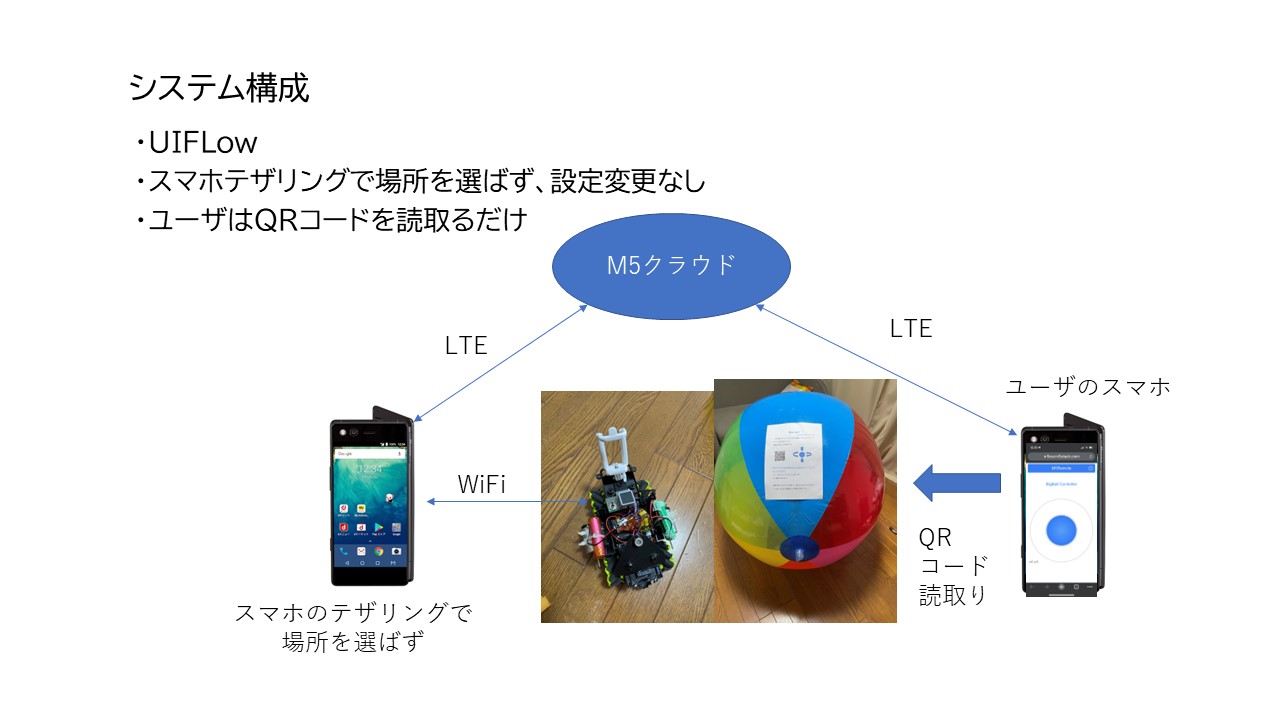 システム構成
・UIFLow
・スマホテザリングで場所を選ばず、設定変更なし
・ユーザはQRコードを読取るだけ
M5クラウド
LTE
LTE
ユーザのスマホ
WiFi
Google
12:34
QR
コード
読取り
スマホのテザリングで
場所を選ばず